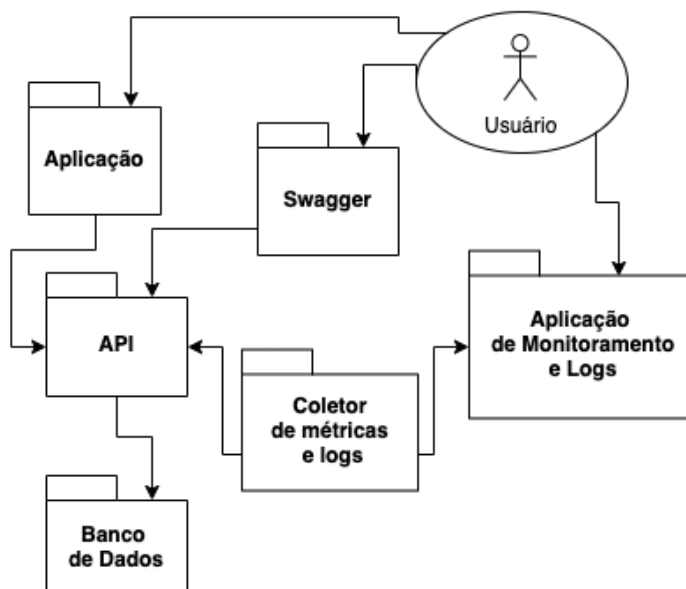 Usuário
Aplicação
Swagger
API
Aplicação
de Monitoramento
e Logs
Coletor
de métricas
e logs
Banco
de Dados